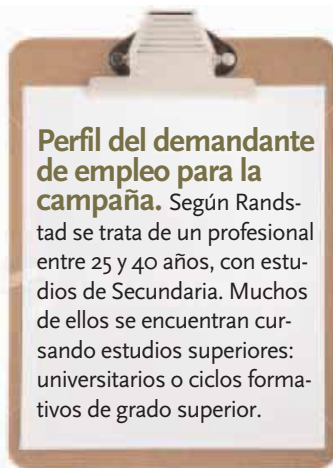 Perfil del demandante
de empleo para la
campaña. Según Rands-
tad se trata de un profesional
entre 25 y 40 años, con estu-
dios de Secundaria. Muchos
de ellos se encuentran cur-
sando estudios superiores:
universitarios o ciclos forma-
tivos de grado superior.